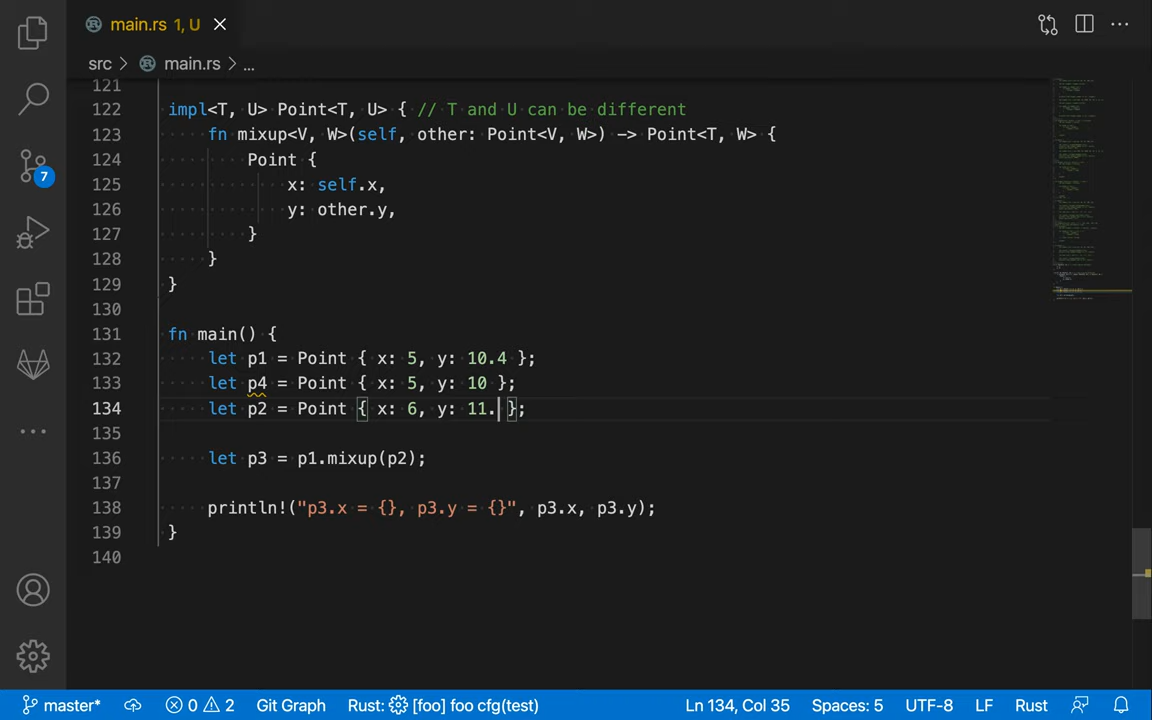 main.rs 1, U
src > main.rs > ...
121
122 impl<T, U> Point<T, U> { // T and U can be different
123 fn mixup<V, W>(self, other: Point<V, W>) -> Point<T, W> {
124 Point {
125 x: self.x,
126 y: other.y,
127 }
128 }
129 }
130
131 fn main() {
132 let p1 = Point { x: 5, y: 10.4 };
133 let p4 = Point { x: 5, y: 10 };
134 let p2 = Point { x: 6, y: 11. };
135
136 let p3 = p1.mixup(p2);
137
138 println!("p3.x = {}, p3.y = {}", p3.x, p3.y);
139 }
140
7
master* 0 2 Git Graph Rust: [foo] foo cfg(test) Ln 134, Col 35 Spaces: 5 UTF-8 LF Rust